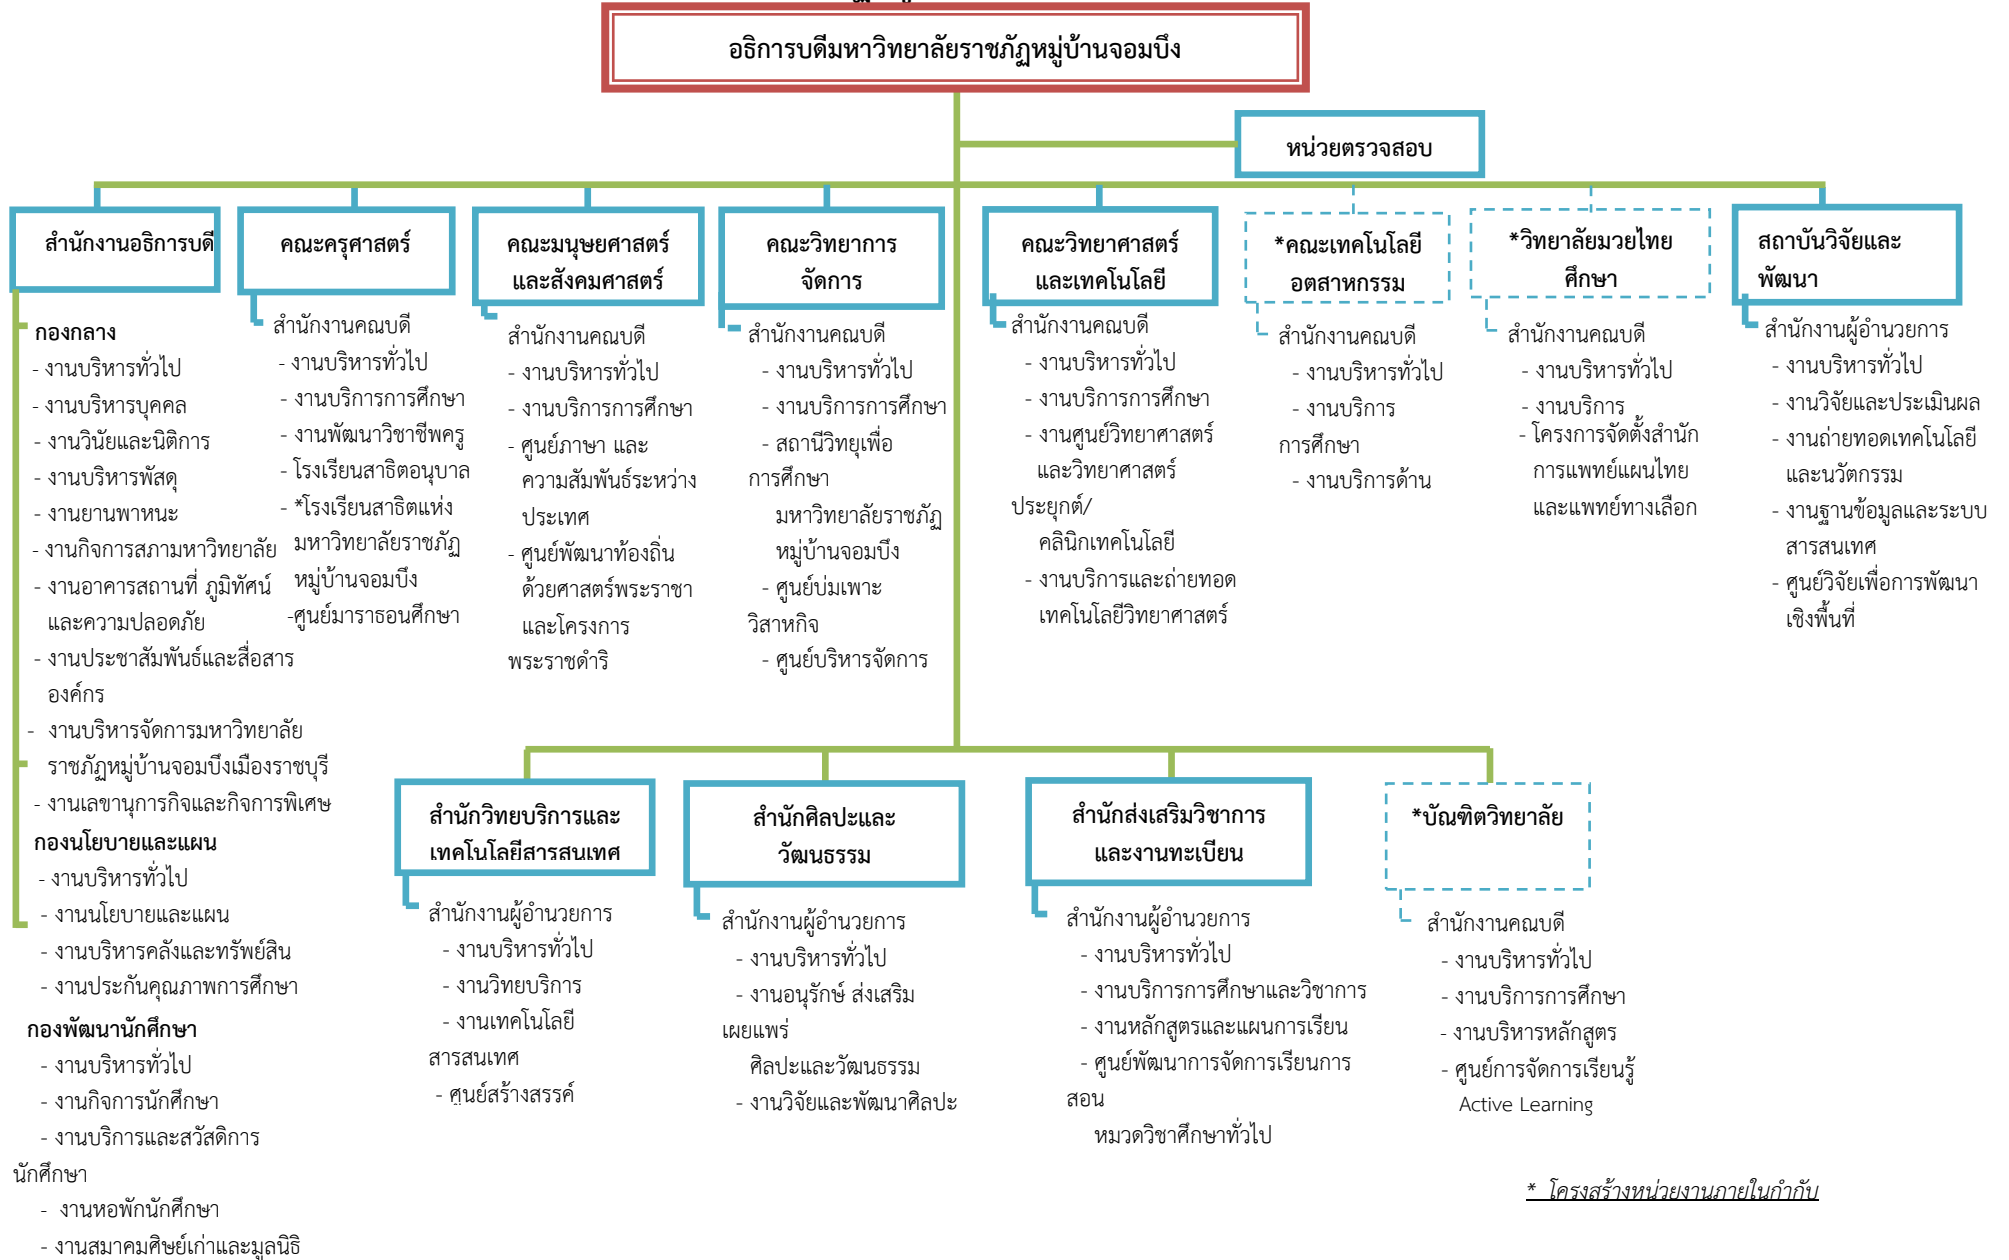 อธิการบดีมหาวิทยาลัยราชภัฏหมู่บ้านจอมบึง
หน่วยตรวจสอบ
สำนักงานอธิการบดี
กองกลาง
- งานบริหารทั่วไป
- งานบริหารบุคคล
- งานวินัยและนิติการ
- งานบริหารพัสดุ
- งานยานพาหนะ
- งานกิจการสภามหาวิทยาลัย
- งานอาคารสถานที่ ภูมิทัศน์
และความปลอดภัย
- งานประชาสัมพันธ์และสื่อสาร
องค์กร
- งานบริหารจัดการมหาวิทยาลัย
ราชภัฏหมู่บ้านจอมบึงเมืองราชบุรี
- งานเลขานุการกิจและกิจการพิเศษ
กองนโยบายและแผน
- งานบริหารทั่วไป
- งานนโยบายและแผน
- งานบริหารคลังและทรัพย์สิน
- งานประกันคุณภาพการศึกษา
กองพัฒนานักศึกษา
- งานบริหารทั่วไป
- งานกิจการนักศึกษา
- งานบริการและสวัสดิการ
นักศึกษา
- งานหอพักนักศึกษา
- งานสมาคมศิษย์เก่าและมูลนิธิ
คณะครุศาสตร์
สำนักงานคณบดี
- งานบริหารทั่วไป
- งานบริการการศึกษา
- งานพัฒนาวิชาชีพครู
- โรงเรียนสาธิตอนุบาล
- *โรงเรียนสาธิตแห่ง
มหาวิทยาลัยราชภัฏ
หมู่บ้านจอมบึง
-ศูนย์มาราธอนศึกษา
คณะมนุษยศาสตร์
และสังคมศาสตร์
สำนักงานคณบดี
- งานบริหารทั่วไป
- งานบริการการศึกษา
- ศูนย์ภาษา และ
ความสัมพันธ์ระหว่าง
ประเทศ
- ศูนย์พัฒนาท้องถิ่น
ด้วยศาสตร์พระราชา
และโครงการ
พระราชดำริ
คณะวิทยาการ
จัดการ
สำนักงานคณบดี
- งานบริหารทั่วไป
- งานบริการการศึกษา
- สถานีวิทยุเพื่อ
การศึกษา
มหาวิทยาลัยราชภัฏ
หมู่บ้านจอมบึง
- ศูนย์บ่มเพาะ
วิสาหกิจ
- ศูนย์บริหารจัดการ
คณะวิทยาศาสตร์
และเทคโนโลยี
สำนักงานคณบดี
- งานบริหารทั่วไป
- งานบริการการศึกษา
- งานศูนย์วิทยาศาสตร์
และวิทยาศาสตร์
ประยุกต์/
คลินิกเทคโนโลยี
- งานบริการและถ่ายทอด
เทคโนโลยีวิทยาศาสตร์
*คณะเทคโนโลยี
อตสาหกรรม
สำนักงานคณบดี
- งานบริหารทั่วไป
- งานบริการ
การศึกษา
- งานบริการด้าน
*วิทยาลัยมวยไทย
ศึกษา
สำนักงานคณบดี
- งานบริหารทั่วไป
- งานบริการ
- โครงการจัดตั้งสำนัก
การแพทย์แผนไทย
และแพทย์ทางเลือก
สถาบันวิจัยและ
พัฒนา
สำนักงานผู้อำนวยการ
- งานบริหารทั่วไป
- งานวิจัยและประเมินผล
- งานถ่ายทอดเทคโนโลยี
และนวัตกรรม
- งานฐานข้อมูลและระบบ
สารสนเทศ
- ศูนย์วิจัยเพื่อการพัฒนา
เชิงพื้นที่
สำนักวิทยบริการและ
เทคโนโลยีสารสนเทศ
สำนักงานผู้อำนวยการ
- งานบริหารทั่วไป
- งานวิทยบริการ
- งานเทคโนโลยี
สารสนเทศ
- ศูนย์สร้างสรรค์
สำนักศิลปะและ
วัฒนธรรม
สำนักงานผู้อำนวยการ
- งานบริหารทั่วไป
- งานอนุรักษ์ ส่งเสริม
เผยแพร่
ศิลปะและวัฒนธรรม
- งานวิจัยและพัฒนาศิลปะ
สำนักส่งเสริมวิชาการ
และงานทะเบียน
สำนักงานผู้อำนวยการ
- งานบริหารทั่วไป
- งานบริการการศึกษาและวิชาการ
- งานหลักสูตรและแผนการเรียน
- ศูนย์พัฒนาการจัดการเรียนการ
สอน
หมวดวิชาศึกษาทั่วไป
*บัณฑิตวิทยาลัย
สำนักงานคณบดี
- งานบริหารทั่วไป
- งานบริการการศึกษา
- งานบริหารหลักสูตร
- ศูนย์การจัดการเรียนรู้
Active Learning
* โครงสร้างหน่วยงานภายในกำกับ